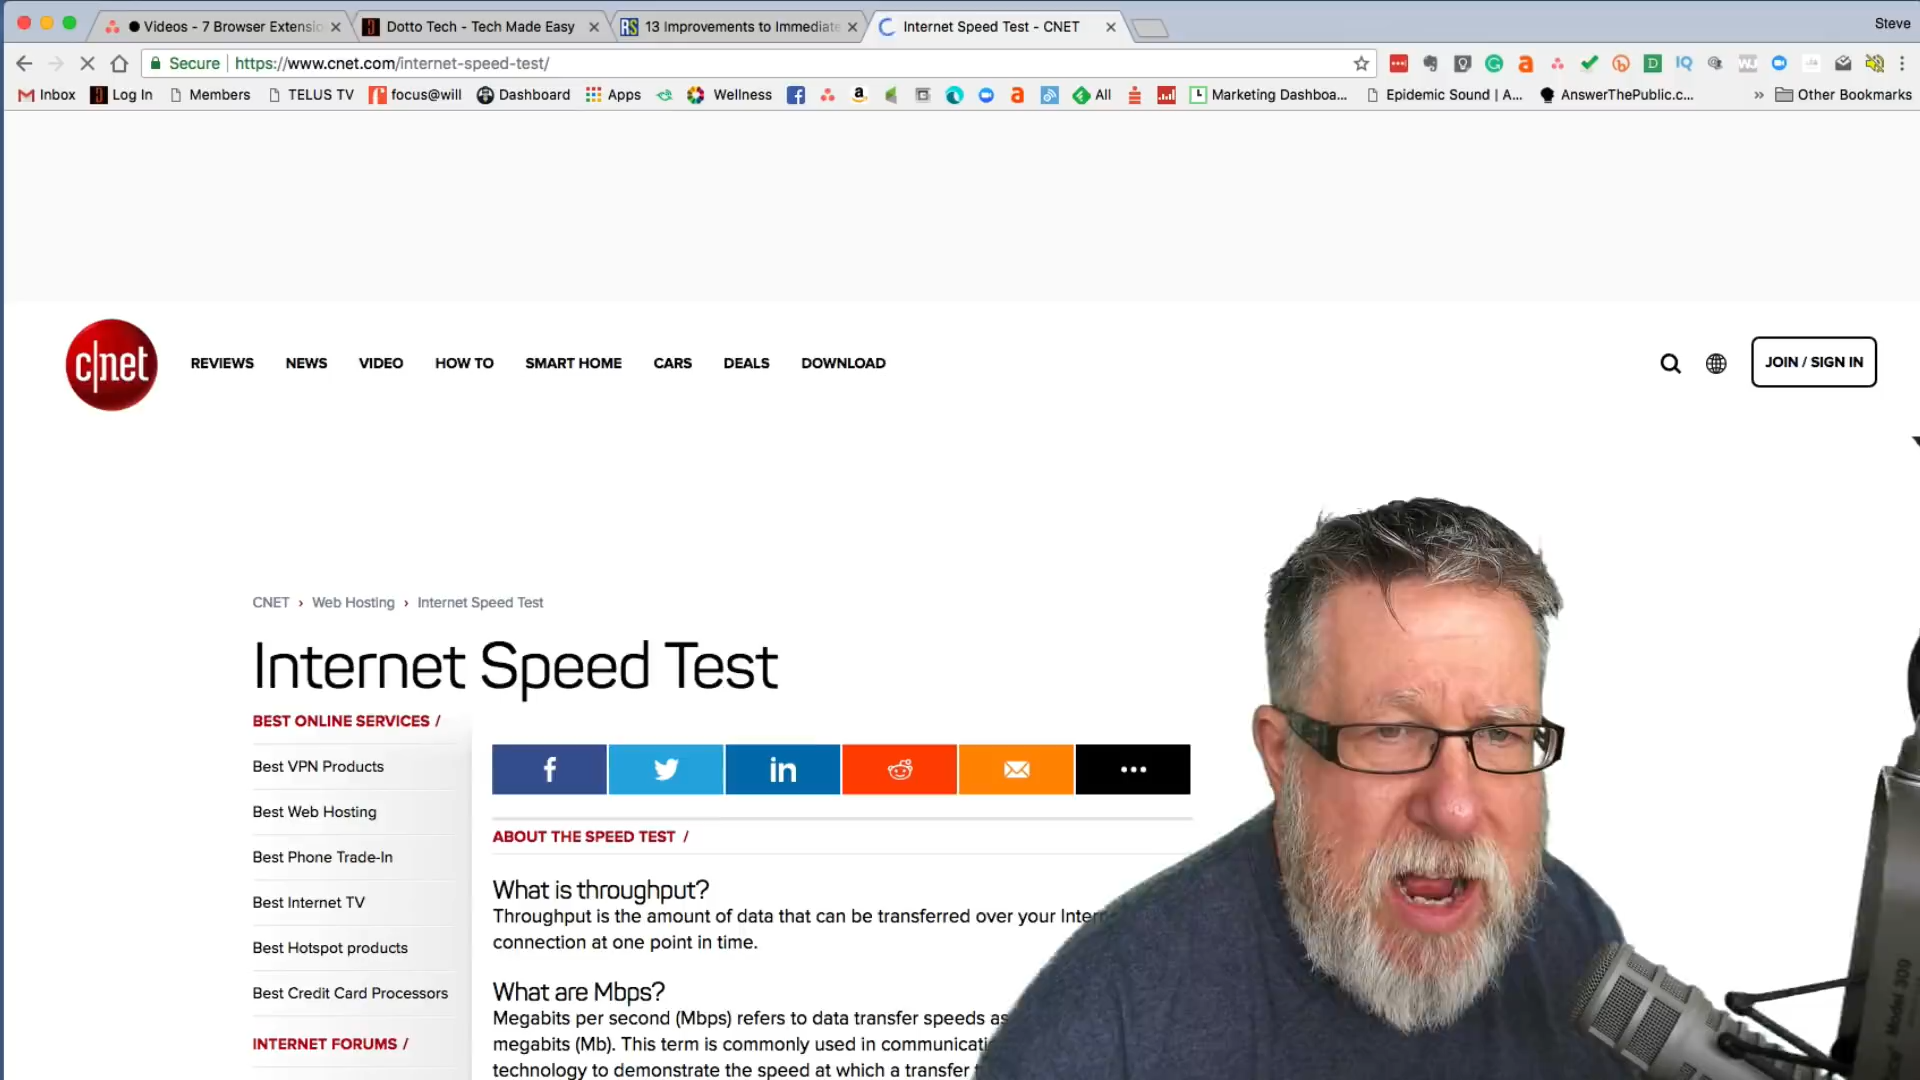 Videos - 7 Browser Extensio
Dotto Tech - Tech Made Easy
RS
13 Improvements to Immediate
Internet Speed Test - CNET
Steve
Secure
https://www.cnet.com/internet-speed-test/
Inbox
Log In
Members
TELUS TV
focus@will
Dashboard
Apps
Wellness
All
Marketing Dashboa...
Epidemic Sound | A...
AnswerThePublic.c...
»
Other Bookmarks
c|net
REVIEWS
NEWS
VIDEO
HOW TO
SMART HOME
CARS
DEALS
DOWNLOAD
JOIN / SIGN IN
CNET › Web Hosting › Internet Speed Test
Internet Speed Test
BEST ONLINE SERVICES /
Best VPN Products
Best Web Hosting
Best Phone Trade-In
Best Internet TV
Best Hotspot products
Best Credit Card Processors
INTERNET FORUMS /
ABOUT THE SPEED TEST /
What is throughput?
Throughput is the amount of data that can be transferred over your Inter
connection at one point in time.
What are Mbps?
Megabits per second (Mbps) refers to data transfer speeds as
megabits (Mb). This term is commonly used in communicati
technology to demonstrate the speed at which a transfer
Model 309